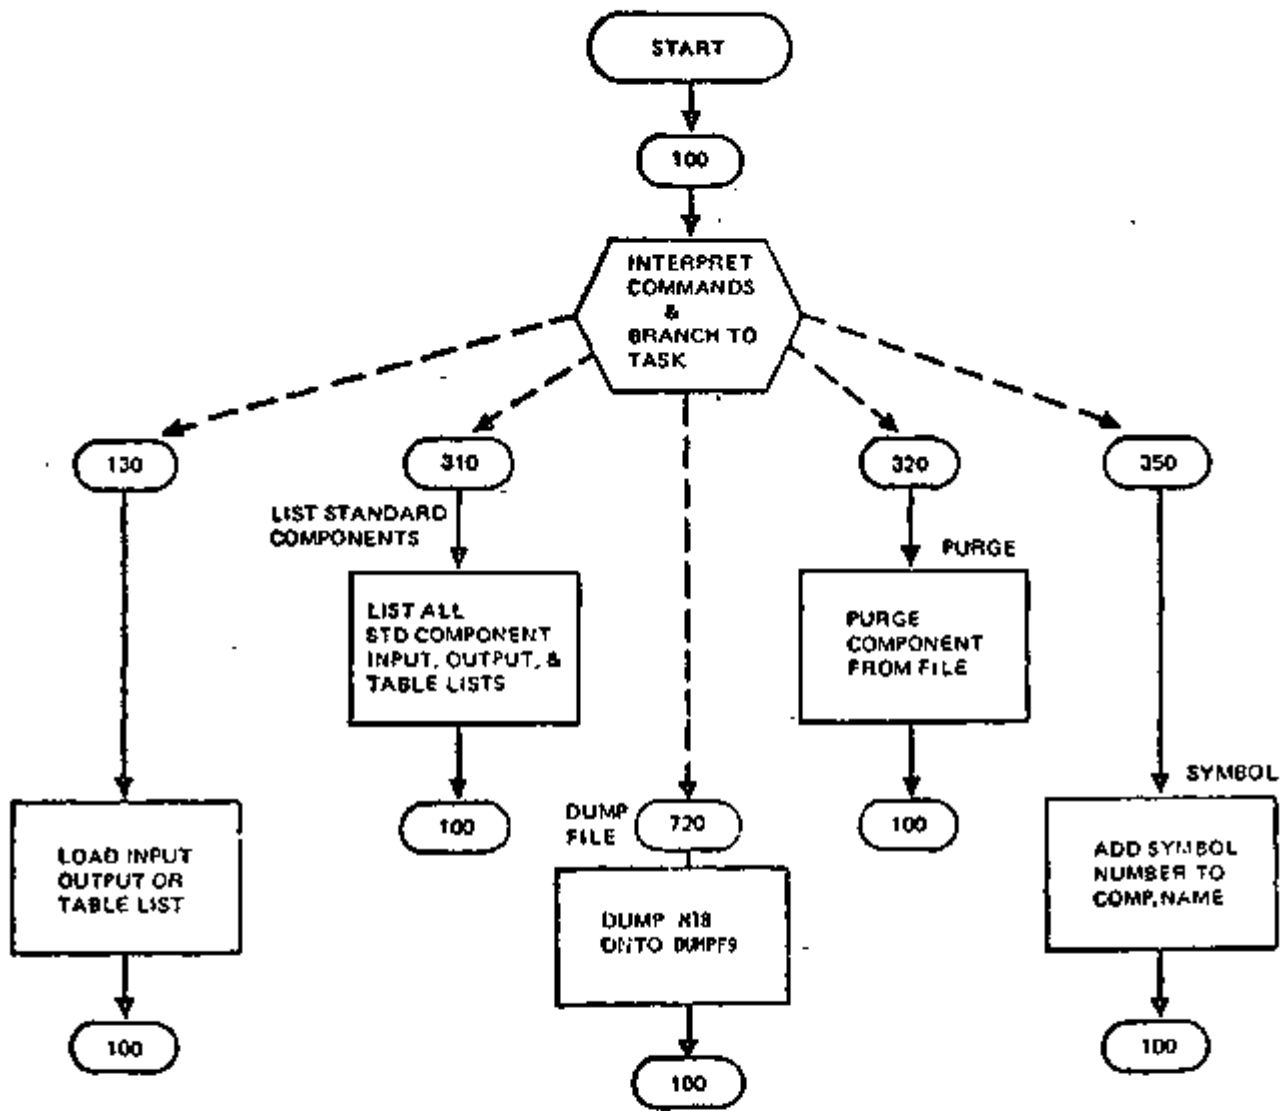 START
100
INTERPRET
COMMANDS
&
BRANCH TO
TASK
130
310
320
350
LIST STANDARD
COMPONENTS
PURGE
LIST ALL
STD COMPONENT
INPUT, OUTPUT, &
TABLE LISTS
PURGE
COMPONENT
FROM FILE
SYMBOL
100
DUMP
FILE
720
100
LOAD INPUT
OUTPUT OR
TABLE LIST
ADD SYMBOL
NUMBER TO
COMP.NAME
DUMP
ONTO DUMPF9
100
100
100